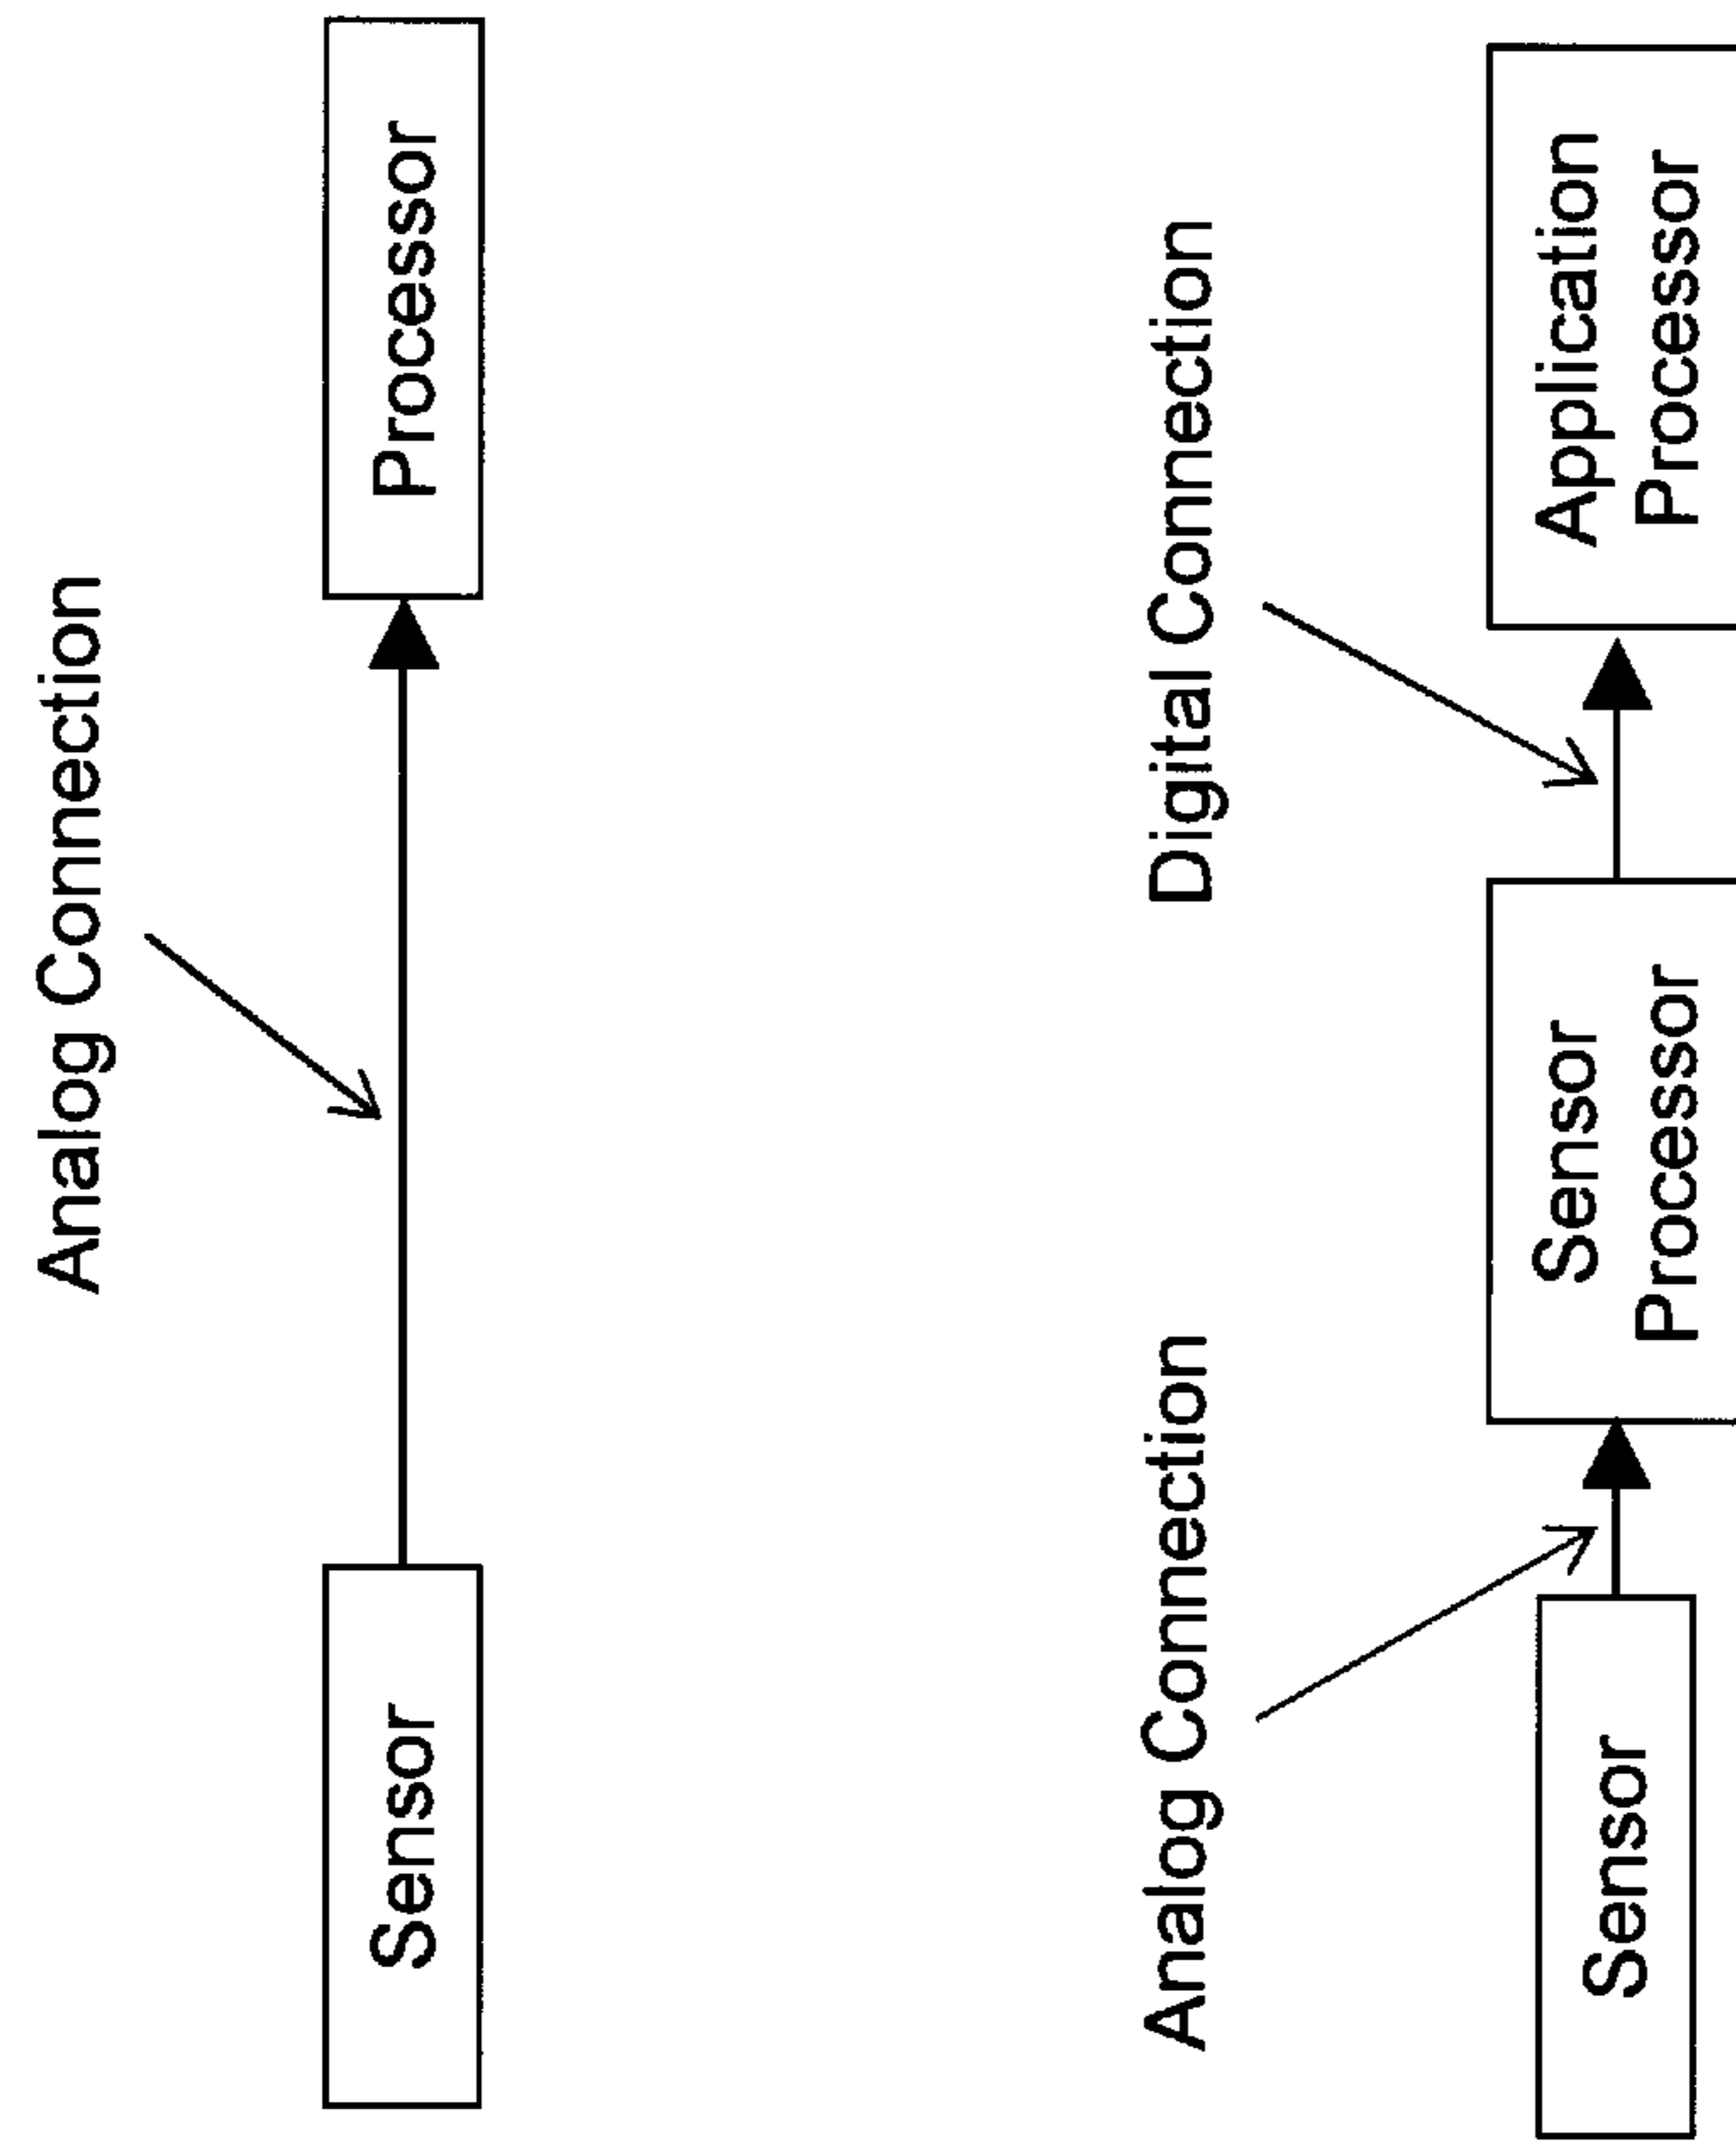 Analog Connection
Sensor
Processor
Analog Connection
Digital Connection
Sensor
Sensor
Processor
Application
Processor